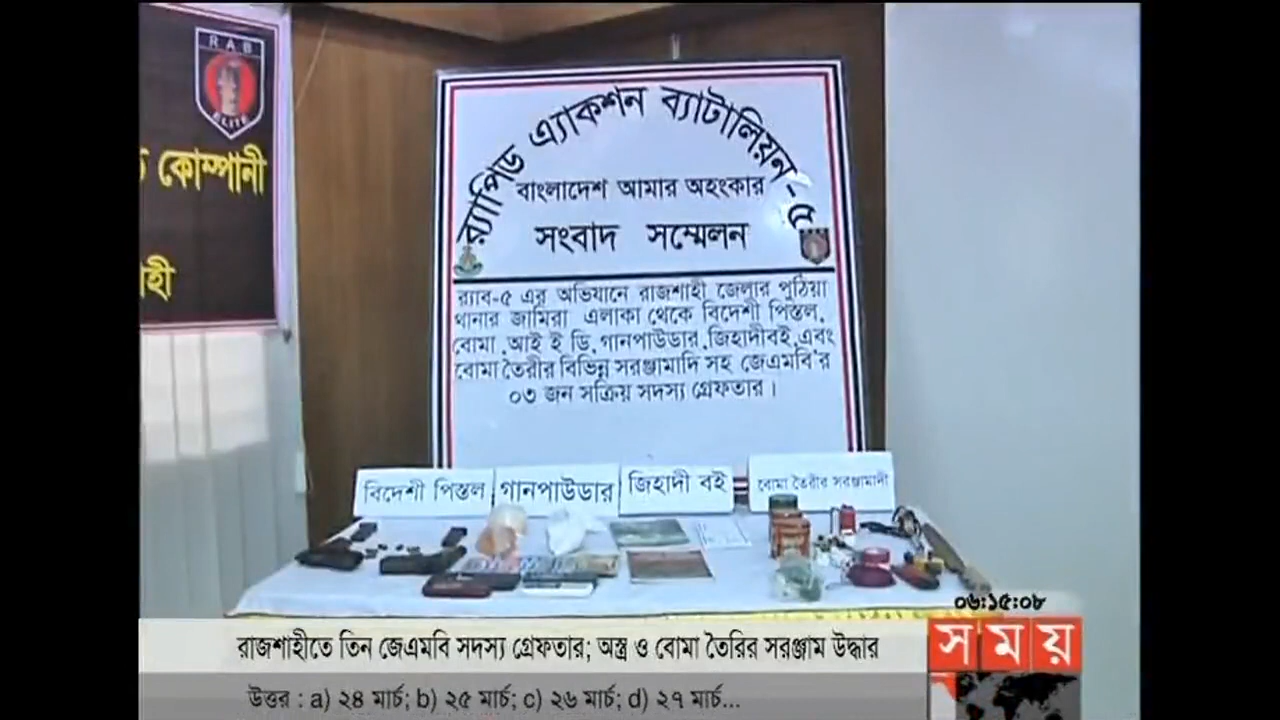 RAB
ELITE
কোম্পানী
র‌্যাপিড এ্যাকশন ব্যাটালিয়ন-৫
বাংলাদেশ আমার অহংকার
সংবাদ সম্মেলন
র‌্যাব-৫ এর অভিযানে রাজশাহী জেলার পুঠিয়া
থানার জামিরা এলাকা থেকে বিদেশী পিস্তল,
বোমা ,আই ই ডি, গানপাউডার,জিহাদীবই,এবং
বোমা তৈরীর বিভিন্ন সরঞ্জামাদি সহ জেএমবি'র
০৩ জন সক্রিয় সদস্য গ্রেফতার।
বিদেশী পিস্তল
গানপাউডার
জিহাদী বই
বোমা তৈরীর সরঞ্জামাদী
০৬:১৫:০৮
রাজশাহীতে তিন জেএমবি সদস্য গ্রেফতার; অস্ত্র ও বোমা তৈরির সরঞ্জাম উদ্ধার
সময়
উত্তর : a) ২৪ মার্চ; b) ২৫ মার্চ; c) ২৬ মার্চ; d) ২৭ মার্চ...